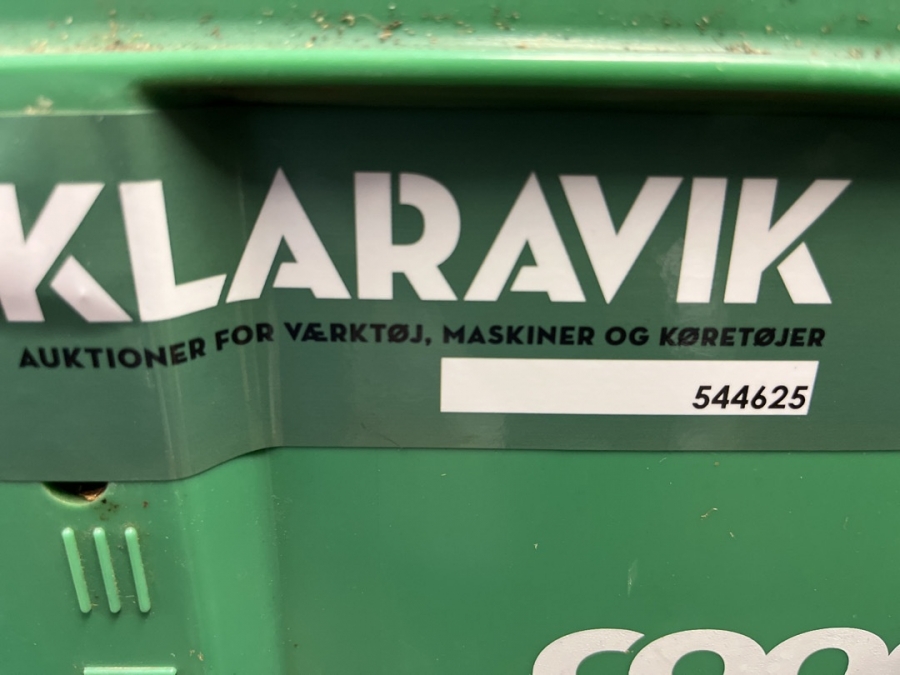 KLARAVIK
AUKTIONER FOR VÆRKTØJ, MASKINER OG KØRETØJER
544625